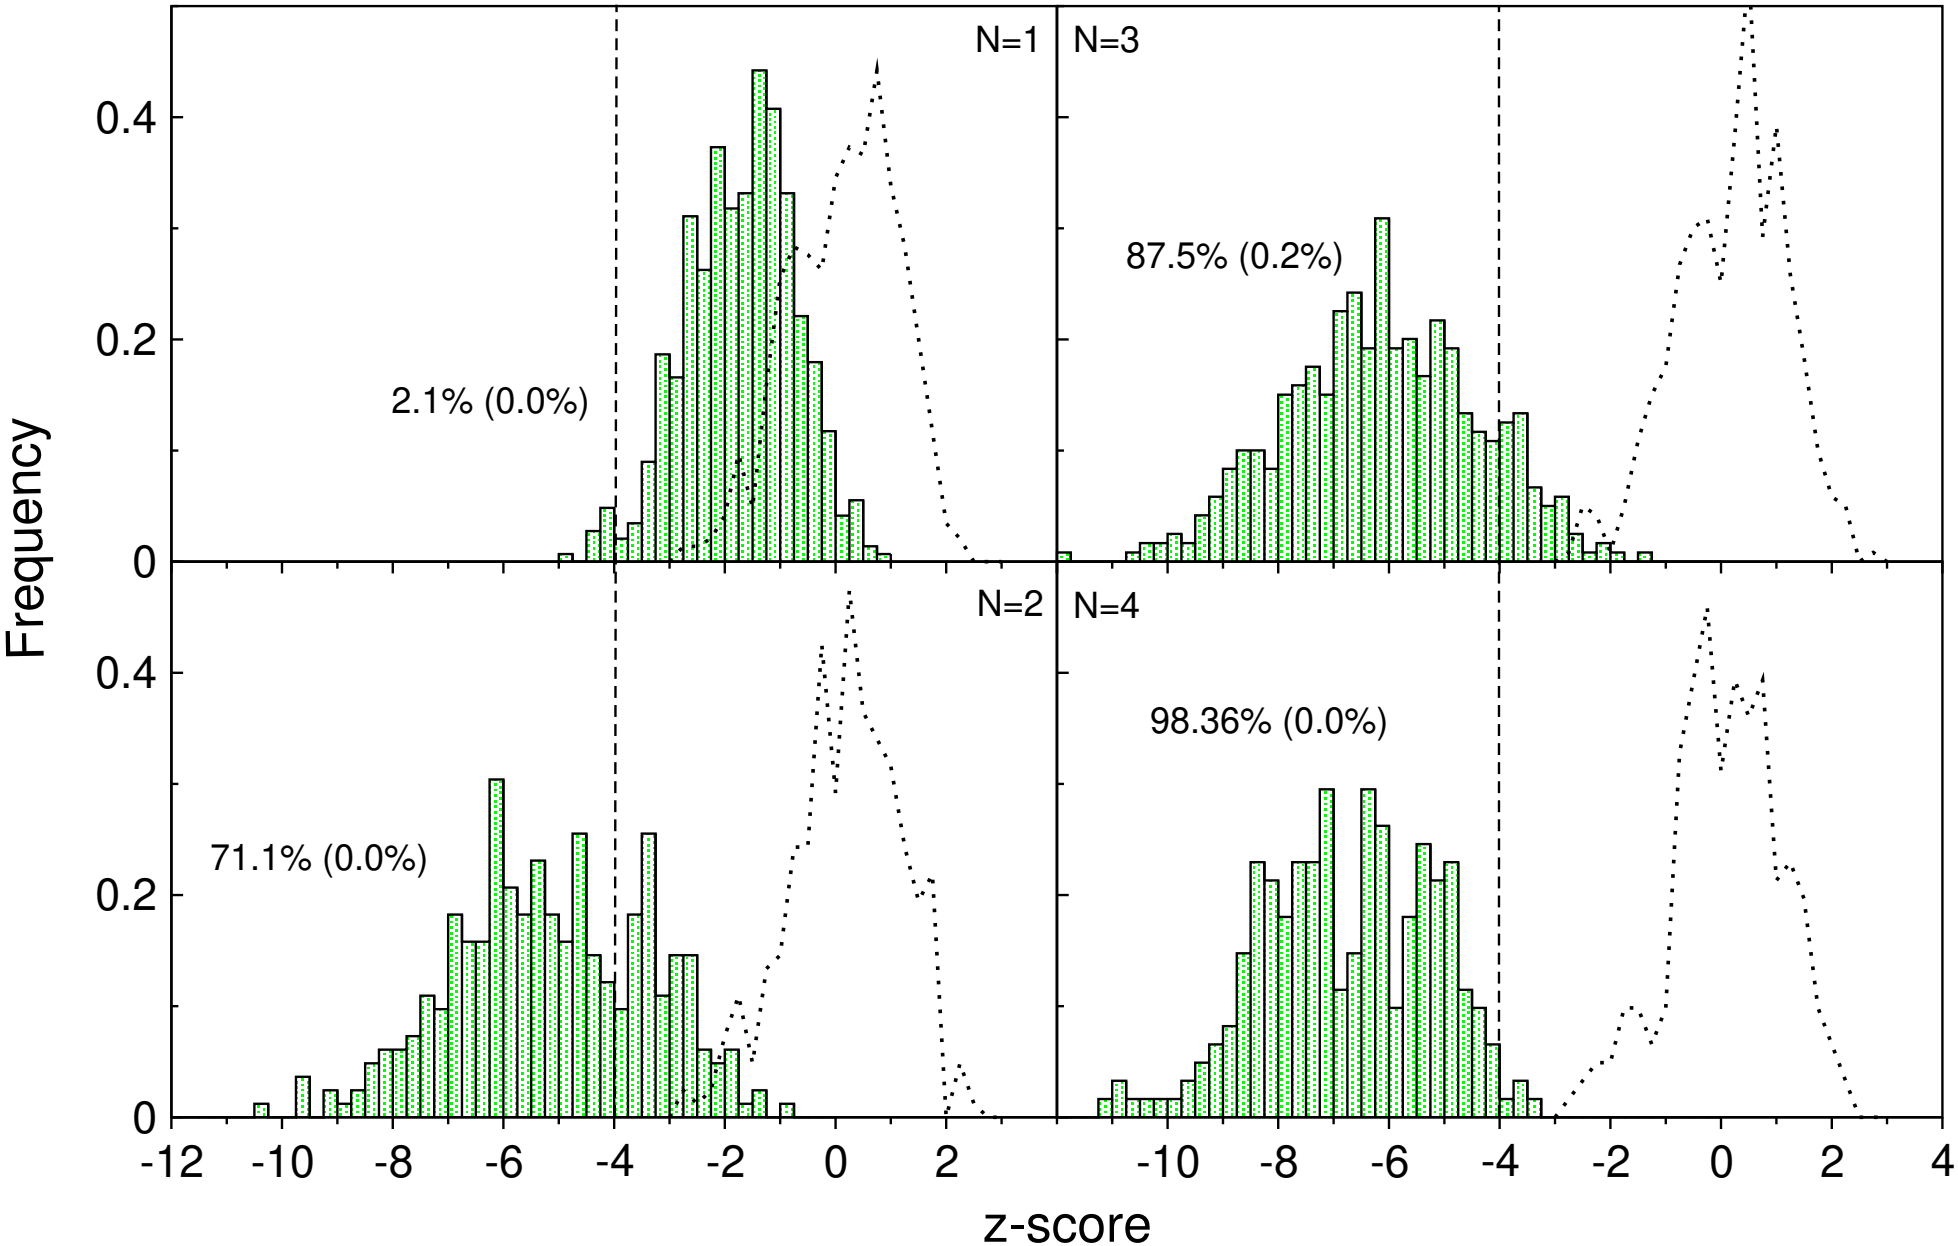 N=1
N=3
0.4
87.5% (0.2%)
0.2
2.1% (0.0%)
0
N=2
N=4
0.4
98.36% (0.0%)
71.1% (0.0%)
0.2
0
Frequency
-12 -10 -8 -6 -4 -2 0 2 -10 -8 -6 -4 -2 0 2 4
z-score